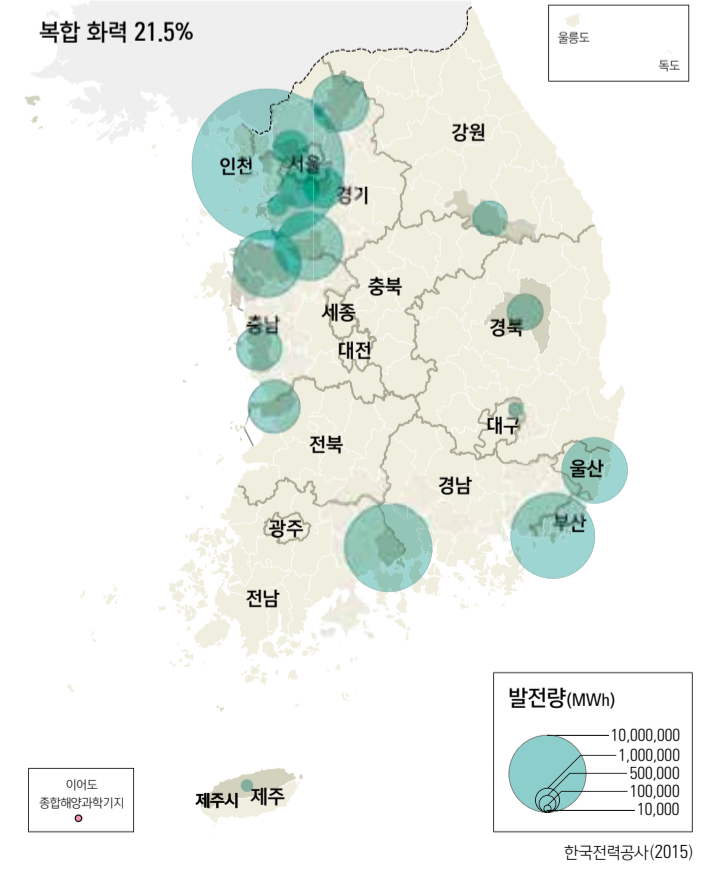 복합 화력 21.5%
울릉도
독도
강원
인천
서울
경기
충북
세종
충남
경북
대전
대구
전북
울산
경남
부산
광주
전남
발전량(MWh)
10,000,000
1,000,000
500,000
100,000
10,000
이어도
종합해양과학기지
제주시
제주
한국전력공사(2015)